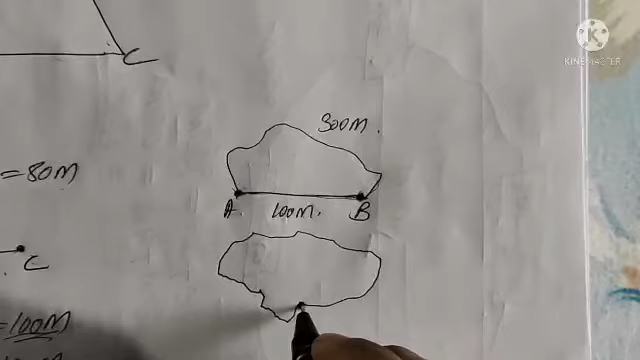 KINEMASTER
C
300M.
=80M
A. 100M. B
C
=100M